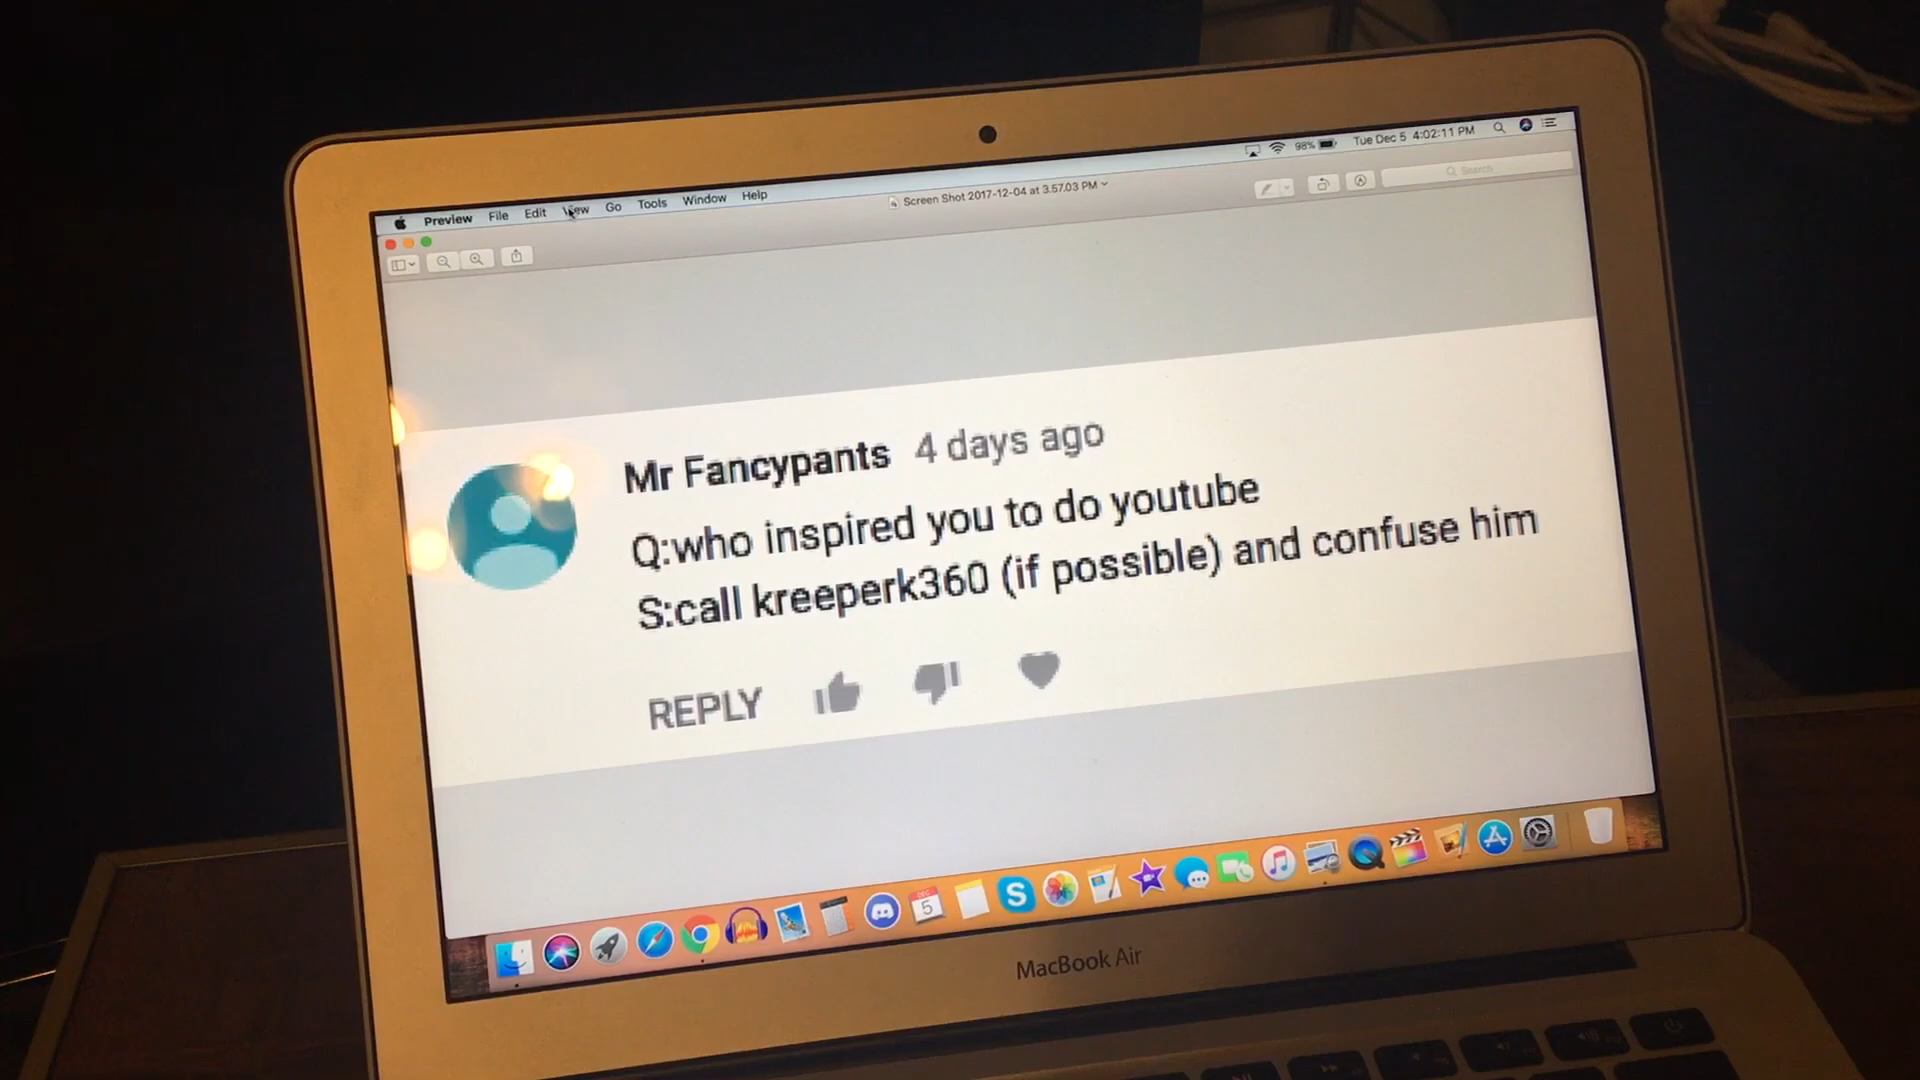 Preview File Edit View Go Tools Window Help
98% Tue Dec 5 4:02:11 PM
Screen Shot 2017-12-04 at 3.57.03 PM
Search
Mr Fancypants 4 days ago
Q:who inspired you to do youtube
S:call kreeperk360 (if possible) and confuse him
REPLY
DEC
5
S
MacBook Air